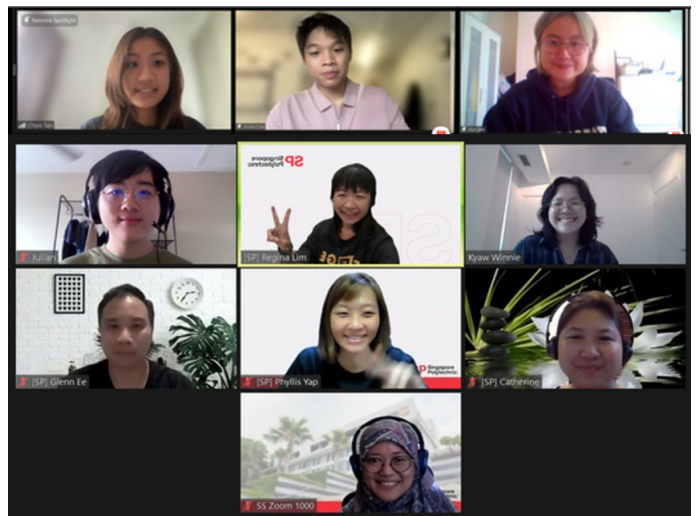 Remove Spotlight
Chloe Tan
SP Singapore Polytechnic
Julian
[SP] Regina Lim
Kyaw Winnie
[SP] Glenn Ee
[SP] Phyllis Yap
Singapore
Polytechnic
[SP] Catherine
SS Zoom 1000